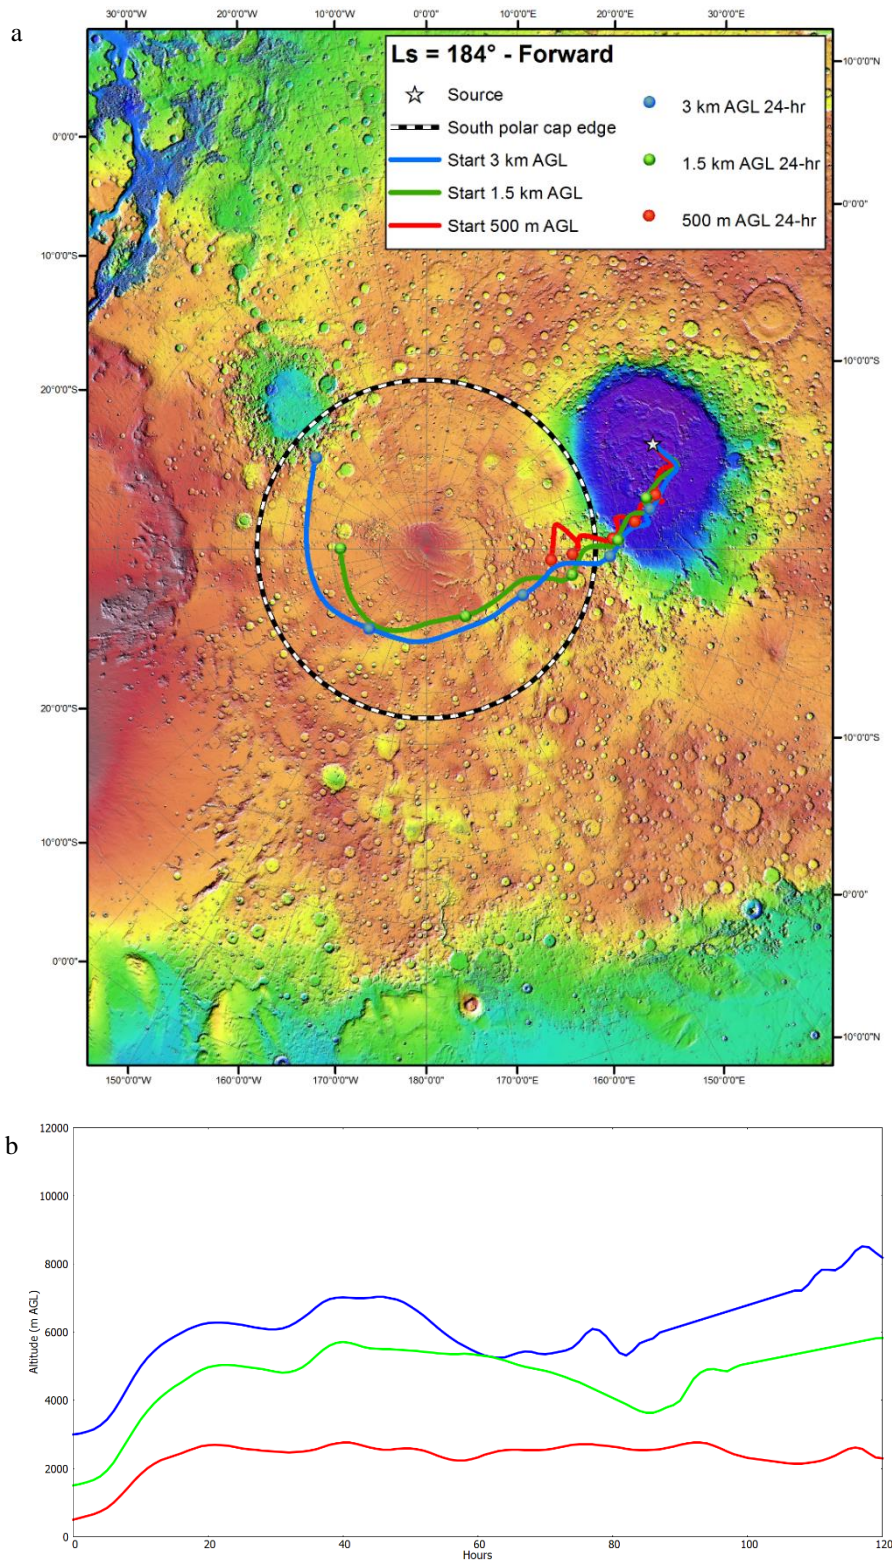 a
30°0'0"W 20°0'0"W 10°0'0"W 0°0'0" 10°0'0"E 20°0'0"E 30°0'0"E
Ls = 184° - Forward
Source
South polar cap edge
Start 3 km AGL
Start 1.5 km AGL
Start 500 m AGL
3 km AGL 24-hr
1.5 km AGL 24-hr
500 m AGL 24-hr
10°0'0"N
0°0'0"
0°0'0"
10°0'0"S
10°0'0"S
20°0'0"S
20°0'0"S
10°0'0"S
10°0'0"S
0°0'0"
0°0'0"
10°0'0"N
150°0'0"W 160°0'0"W 170°0'0"W 180°0'0" 170°0'0"E 160°0'0"E 150°0'0"E
b
12000
10000
8000
6000
4000
2000
0
Altitude (m AGL)
0 20 40 60 80 100 120
Hours